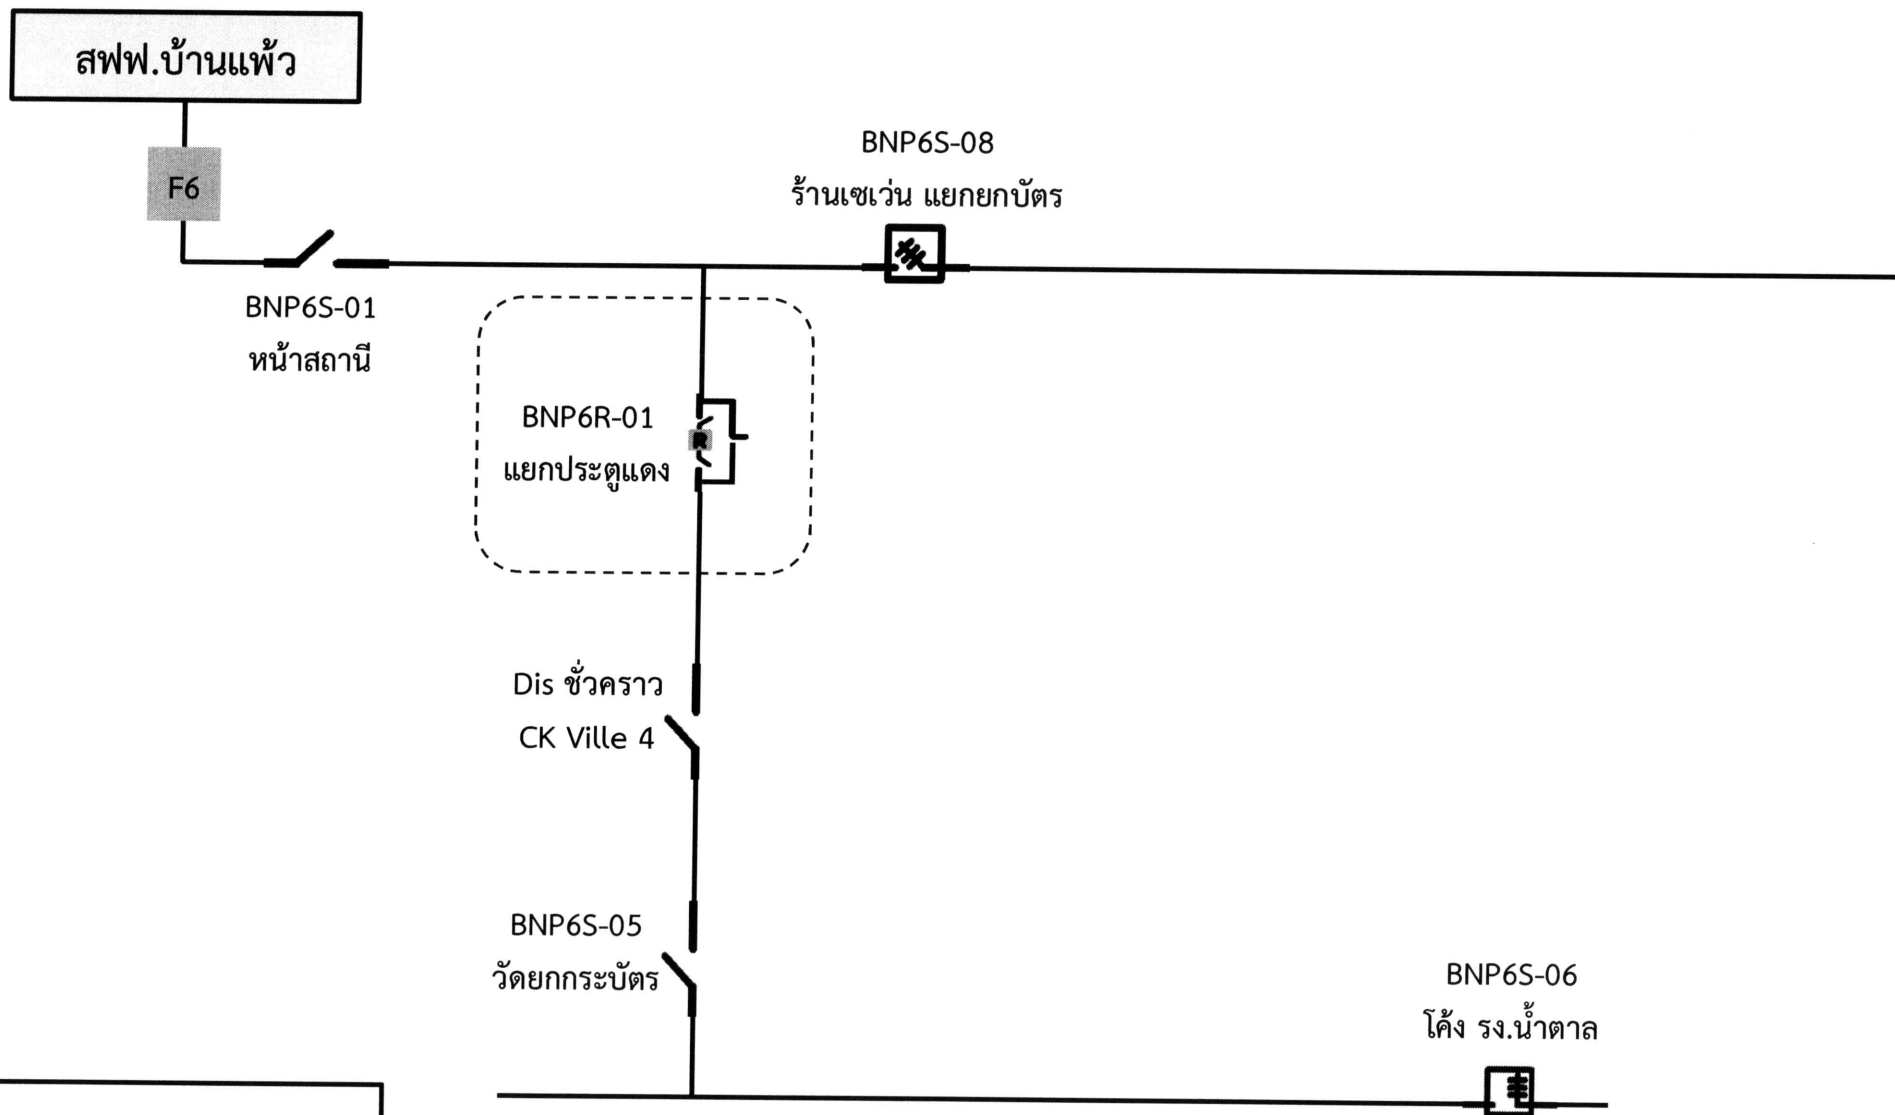 สฟฟ.บ้านแพ้ว
F6
BNP6S-08
ร้านเซเว่น แยกยกบัตร
BNP6S-01
หน้าสถานี
BNP6R-01
แยกประตูแดง
R
Dis ชั่วคราว
CK Ville 4
BNP6S-05
วัดยกกระบัตร
BNP6S-06
โค้ง รง.น้ำตาล